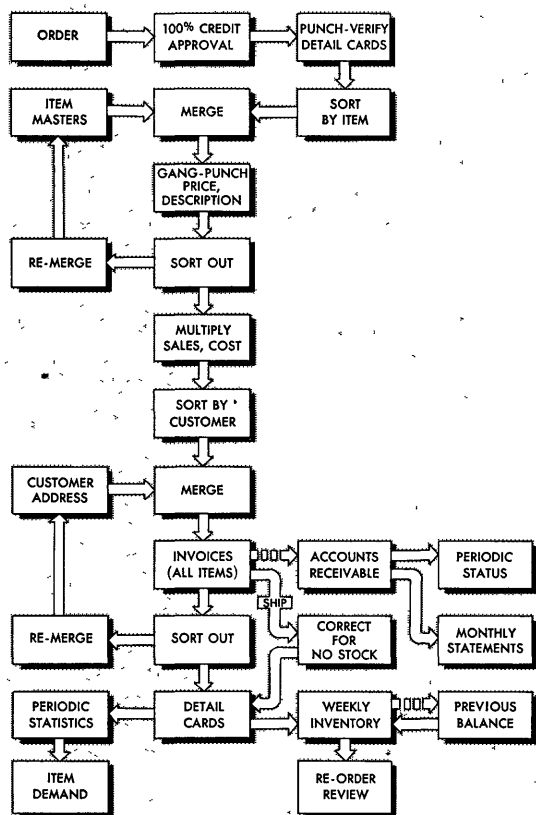 ORDER
100% CREDIT
APPROVAL
PUNCH-VERIFY
DETAIL CARDS
ITEM
MASTERS
MERGE
SORT
BY ITEM
GANG-PUNCH
PRICE,
DESCRIPTION
RE-MERGE
SORT OUT
MULTIPLY
SALES, COST
SORT BY
CUSTOMER
CUSTOMER
ADDRESS
MERGE
INVOICES
(ALL ITEMS)
ACCOUNTS
RECEIVABLE
PERIODIC
STATUS
SHIP
RE-MERGE
SORT OUT
CORRECT
FOR
NO STOCK
MONTHLY
STATEMENTS
PERIODIC
STATISTICS
DETAIL
CARDS
WEEKLY
INVENTORY
PREVIOUS
BALANCE
ITEM
DEMAND
RE-ORDER
REVIEW